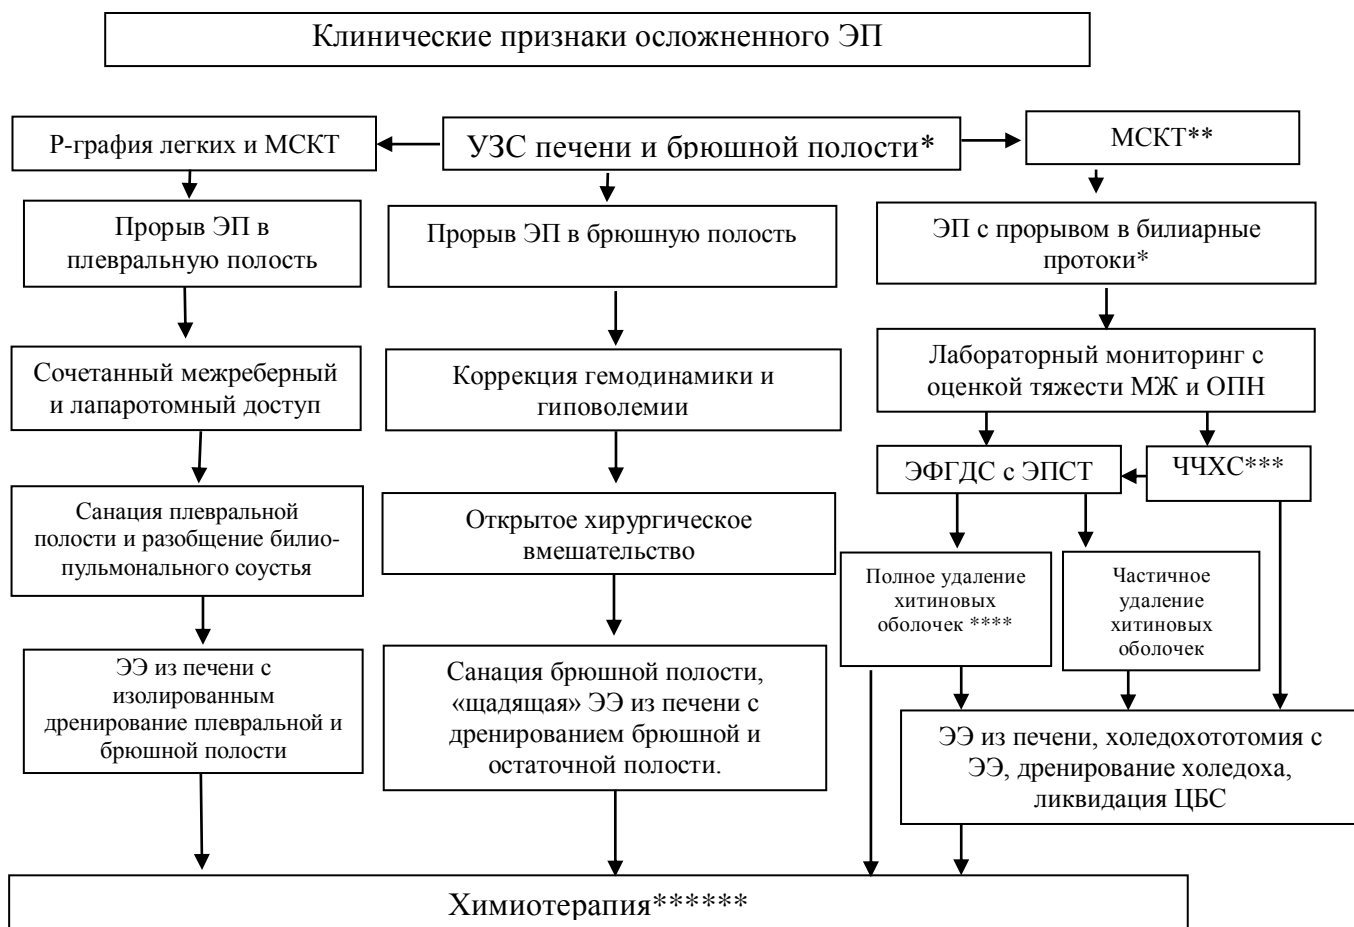 Клинические признаки осложненного ЭП
Р-графия легких и МСКТ
УЗС печени и брюшной полости*
МСКТ**
Прорыв ЭП в
плевральную полость
Прорыв ЭП в брюшную полость
ЭП с прорывом в билиарные
протоки*
Сочетанный межреберный
и лапаротомный доступ
Коррекция гемодинамики и
гиповолемии
Лабораторный мониторинг с
оценкой тяжести МЖ и ОПН
ЭФГДС с ЭПСТ
ЧЧХС***
Санация плевральной
полости и разобщение билио-
пульмонального соустья
Открытое хирургическое
вмешательство
Полное удаление
хитиновых
оболочек ****
Частичное
удаление
хитиновых
оболочек
ЭЭ из печени с
изолированным
дренирование плевральной и
брюшной полости
Санация брюшной полости,
«щадящая» ЭЭ из печени с
дренированием брюшной и
остаточной полости.
ЭЭ из печени, холедохототомия с
ЭЭ, дренирование холедоха,
ликвидация ЦБС
Химиотерапия******